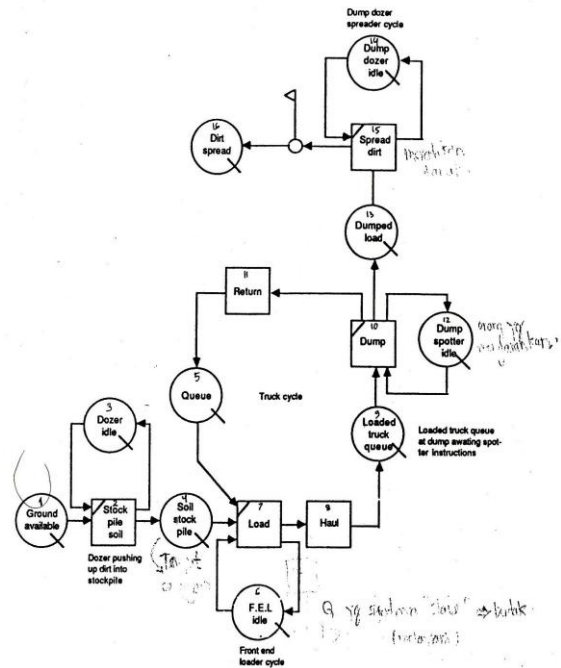 Dump dozer
spreader cycle
14
Dump
dozer
idle
16
Dirt
spread
15
Spread
dirt
13
Dumped
load
11
Return
10
Dump
12
Dump
spotter
idle
5
Queue
Truck cycle
9
Loaded
truck
queue
Loaded truck queue
at dump awating spot-
ter instructions
3
Dozer
idle
1
Ground
available
2
Stock
pile
soil
4
Soil
stock
pile
7
Load
8
Haul
Dozer pushing
up dirt into
stockpile
6
F.E.L
idle
Q yg
Front end
loader cycle